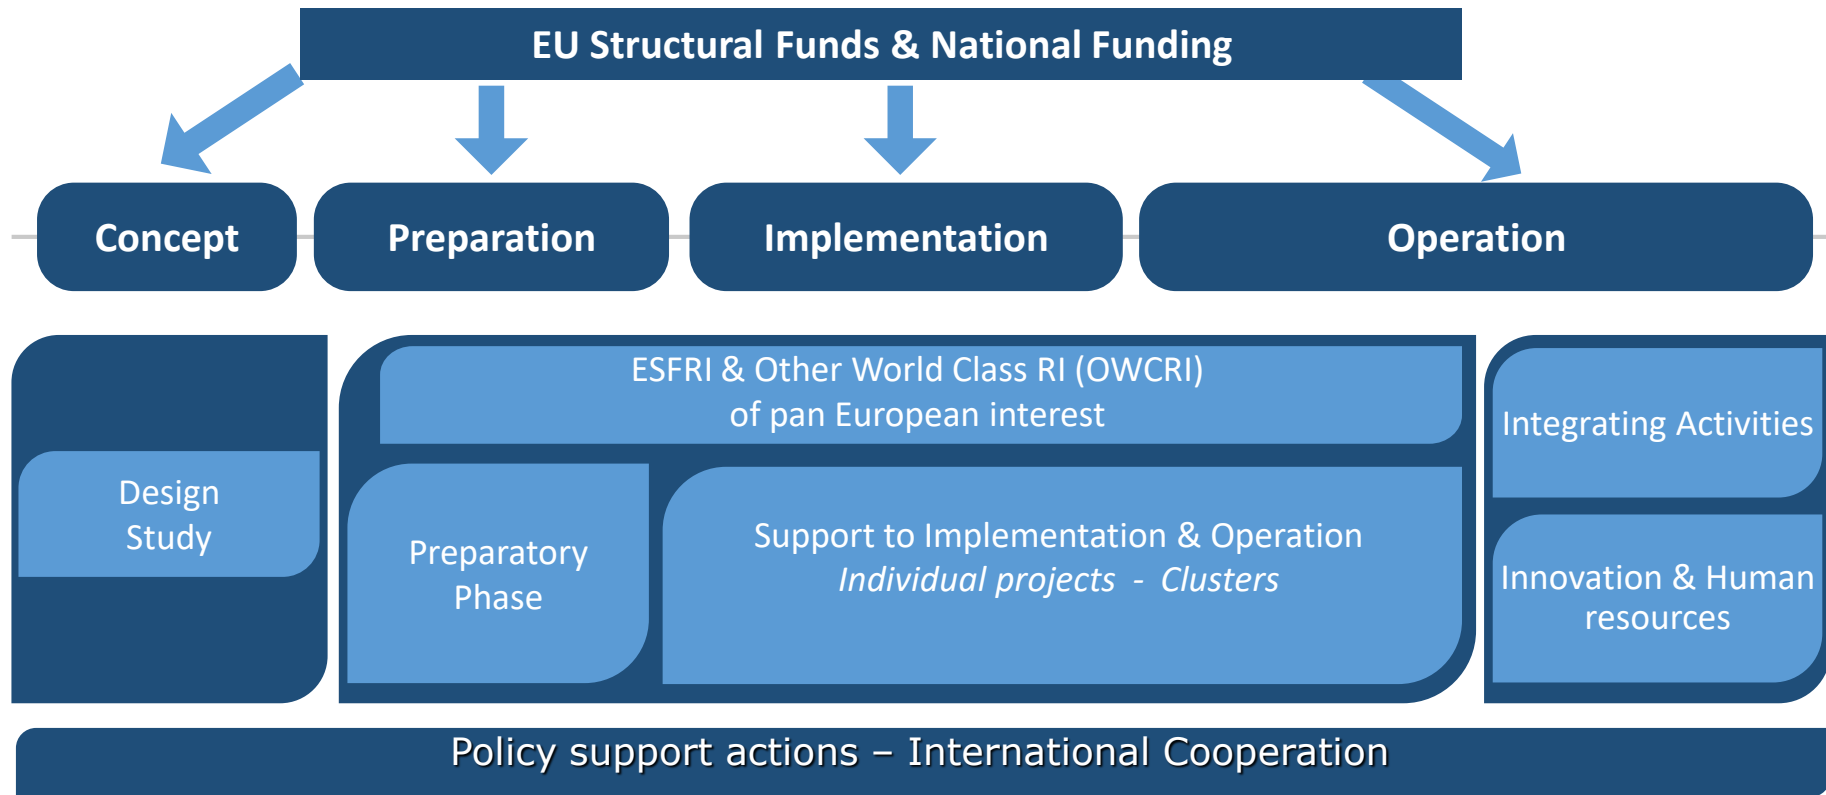 EU Structural Funds & National Funding
Concept
Preparation
Implementation
Operation
ESFRI & Other World Class RI (OWCRI)
of pan European interest
Design
Study
Preparatory
Phase
Support to Implementation & Operation
Individual projects - Clusters
Integrating Activities
Innovation & Human
resources
Policy support actions – International Cooperation